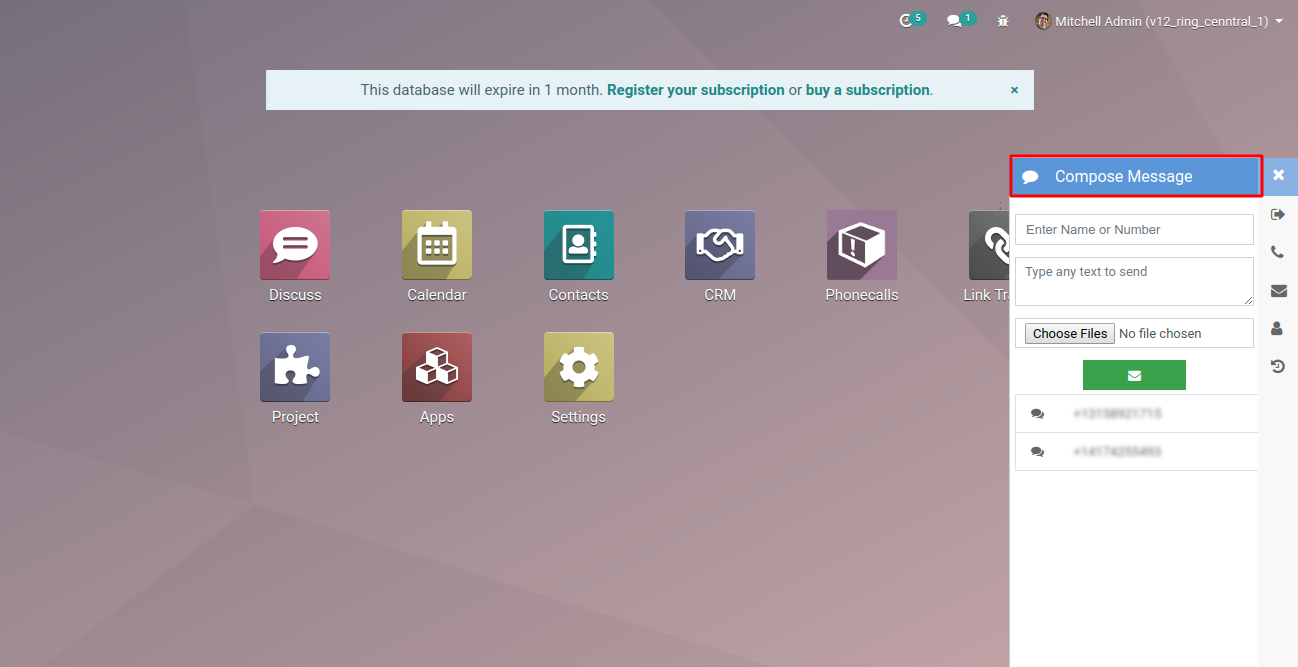 5
1
Mitchell Admin (v12_ring_cenntral_1)
This database will expire in 1 month. Register your subscription or buy a subscription. ×
Compose Message
Enter Name or Number
Type any text to send
Choose Files No file chosen
Discuss
Calendar
Contacts
CRM
Phonecalls
Link Tr
Project
Apps
Settings